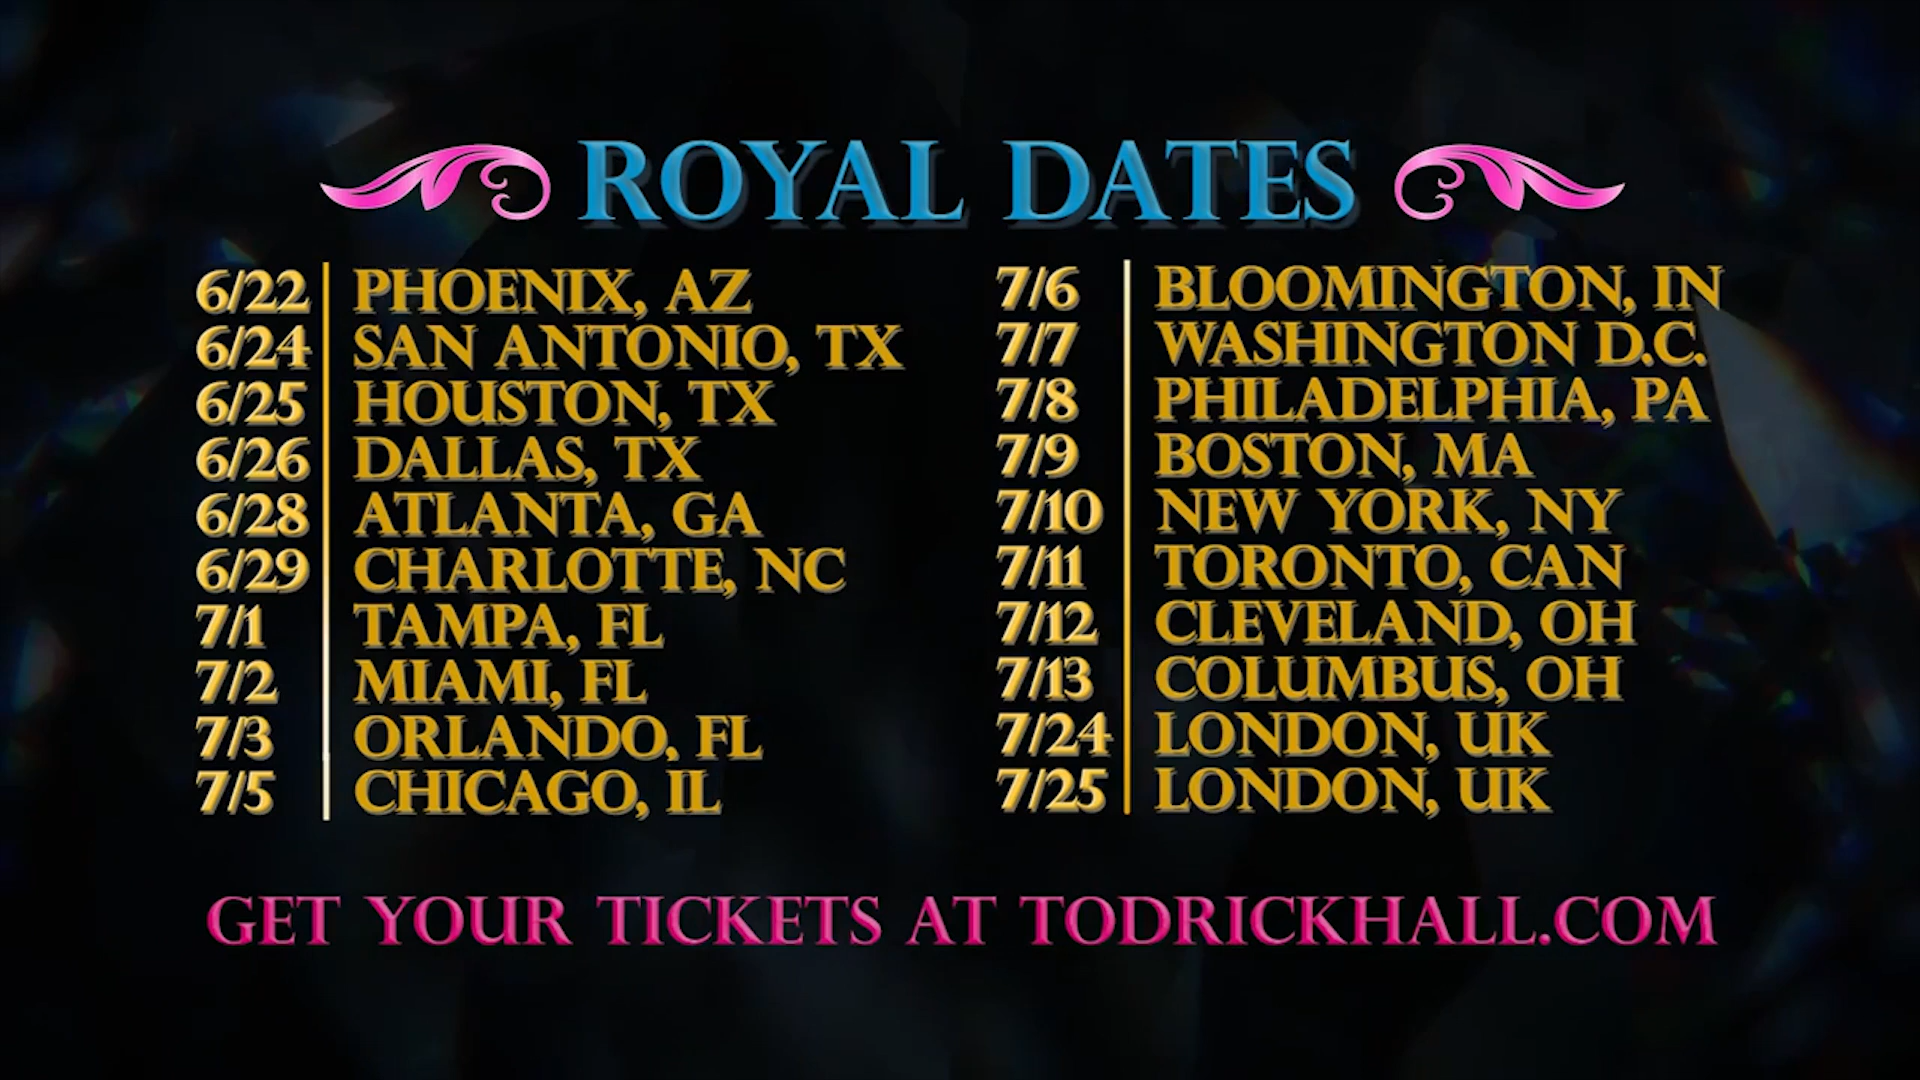 ROYAL DATES
6/22 PHOENIX, AZ
6/24 SAN ANTONIO, TX
6/25 HOUSTON, TX
6/26 DALLAS, TX
6/28 ATLANTA, GA
6/29 CHARLOTTE, NC
7/1 TAMPA, FL
7/2 MIAMI, FL
7/3 ORLANDO, FL
7/5 CHICAGO, IL
7/6 BLOOMINGTON, IN
7/7 WASHINGTON D.C.
7/8 PHILADELPHIA, PA
7/9 BOSTON, MA
7/10 NEW YORK, NY
7/11 TORONTO, CAN
7/12 CLEVELAND, OH
7/13 COLUMBUS, OH
7/24 LONDON, UK
7/25 LONDON, UK
GET YOUR TICKETS AT TODRICKHALL.COM